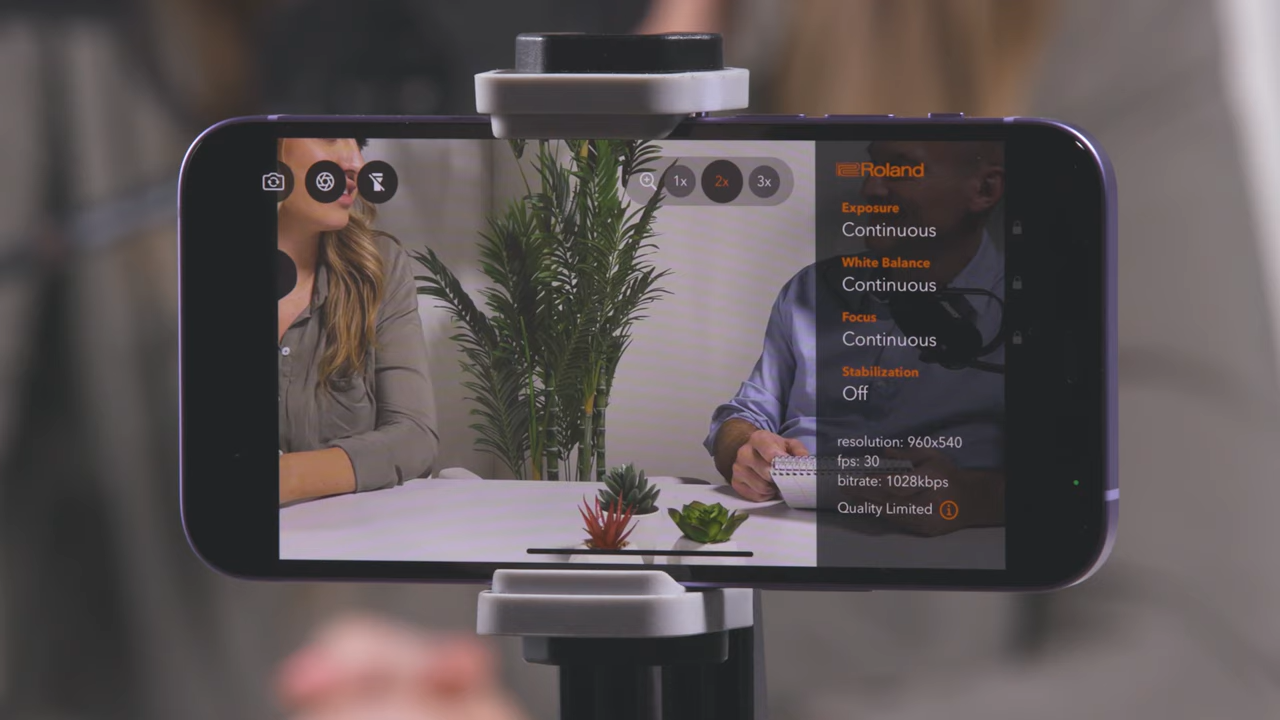 1x 2x 3x
Roland
Exposure
Continuous
White Balance
Continuous
Focus
Continuous
Stabilization
Off
resolution: 960x540
fps: 30
bitrate: 1028kbps
Quality Limited i